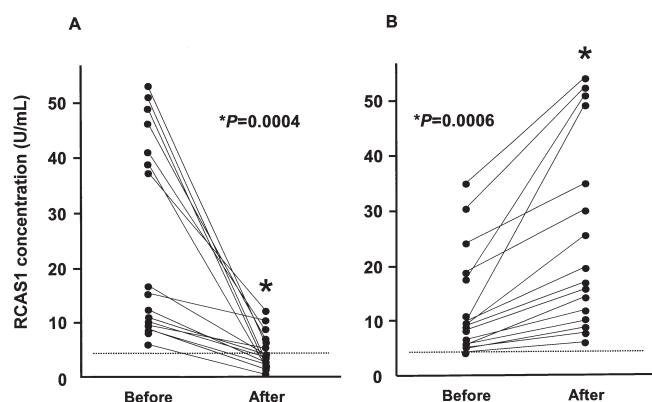 A
B
RCAS1 concentration (U/mL)
50
40
30
20
10
0
*P=0.0004
*
Before
After
50
40
30
20
10
0
*P=0.0006
*
Before
After